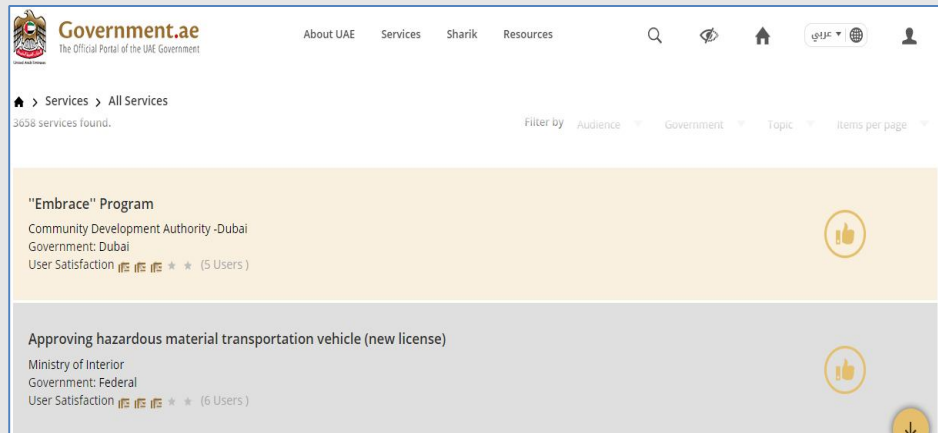 Government.ae
The Official Portal of the UAE Government
United Arab Emirates
About UAE Services Sharik Resources
عربي
Services > All Services
3658 services found.
Filter by Audience Government Topic Items per page
"Embrace" Program
Community Development Authority -Dubai
Government: Dubai
User Satisfaction (5 Users )
Approving hazardous material transportation vehicle (new license)
Ministry of Interior
Government: Federal
User Satisfaction (6 Users )